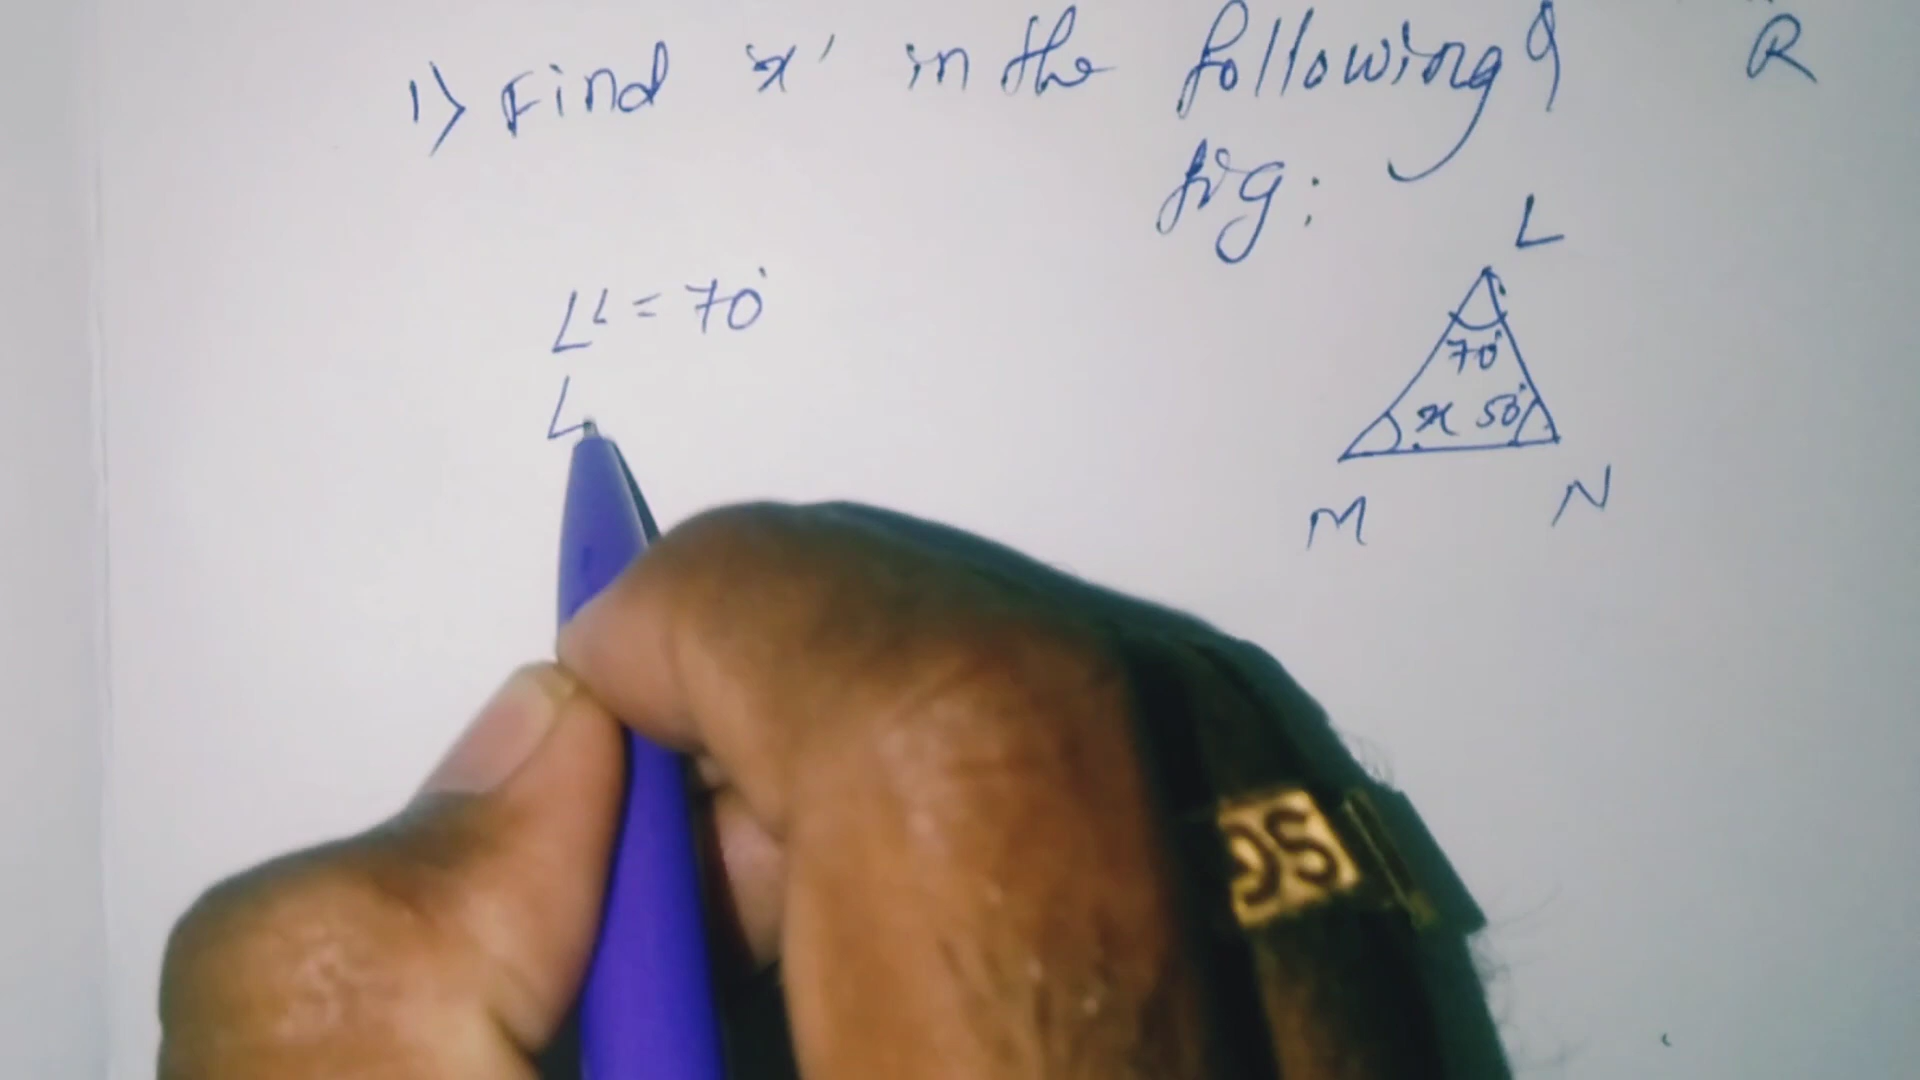 1) Find 'x' in the following
fig:
Q R
L
∠L = 70°
∠
70°
x 50°
M N